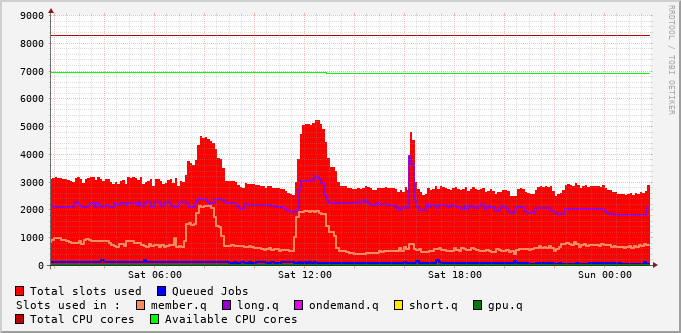 9000
8000
7000
6000
5000
4000
3000
2000
1000
0
Sat 06:00 Sat 12:00 Sat 18:00 Sun 00:00
Total slots used Queued Jobs
Slots used in : member.q long.q ondemand.q short.q gpu.q
Total CPU cores Available CPU cores
RRDTOOL / TOBI OETIKER